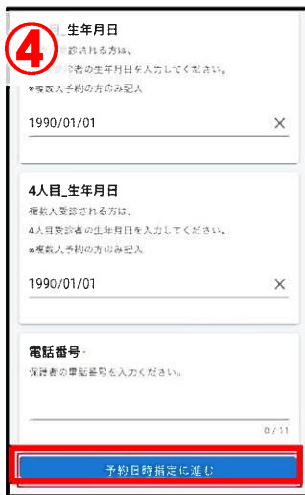 ④
目_生年月日
受診される方は、
者の生年月日を入力してください。
*複数人予約の方のみ記入
1990/01/01
4人目_生年月日
複数人受診される方は、
4人目受診者の生年月日を入力してください。
*複数人予約の方のみ記入
1990/01/01
電話番号
保護者の電話番号を入力ください。
0/11
予約日時指定に進む